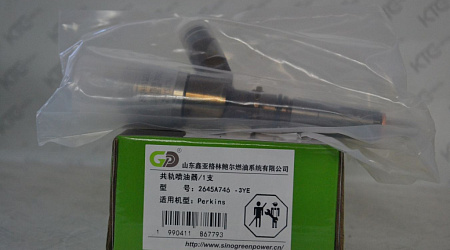 KTG
GP
山东鑫亚格林鲍尔燃油系统有限公司
共轨喷油器/1支
型 号: 2645A746 -3YE
适用机型: Perkins
1 990411 867793
www.sinogreenpower.cn